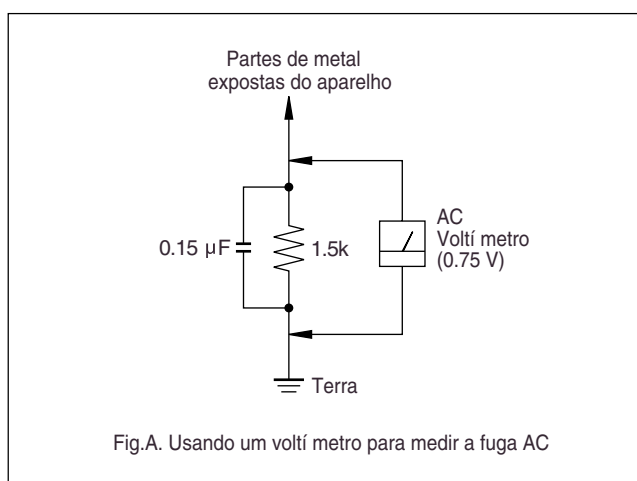 Partes de metal
expostas do aparelho
0.15 µF
1.5k
AC
Voltí metro
(0.75 V)
Terra
Fig.A. Usando um voltí metro para medir a fuga AC